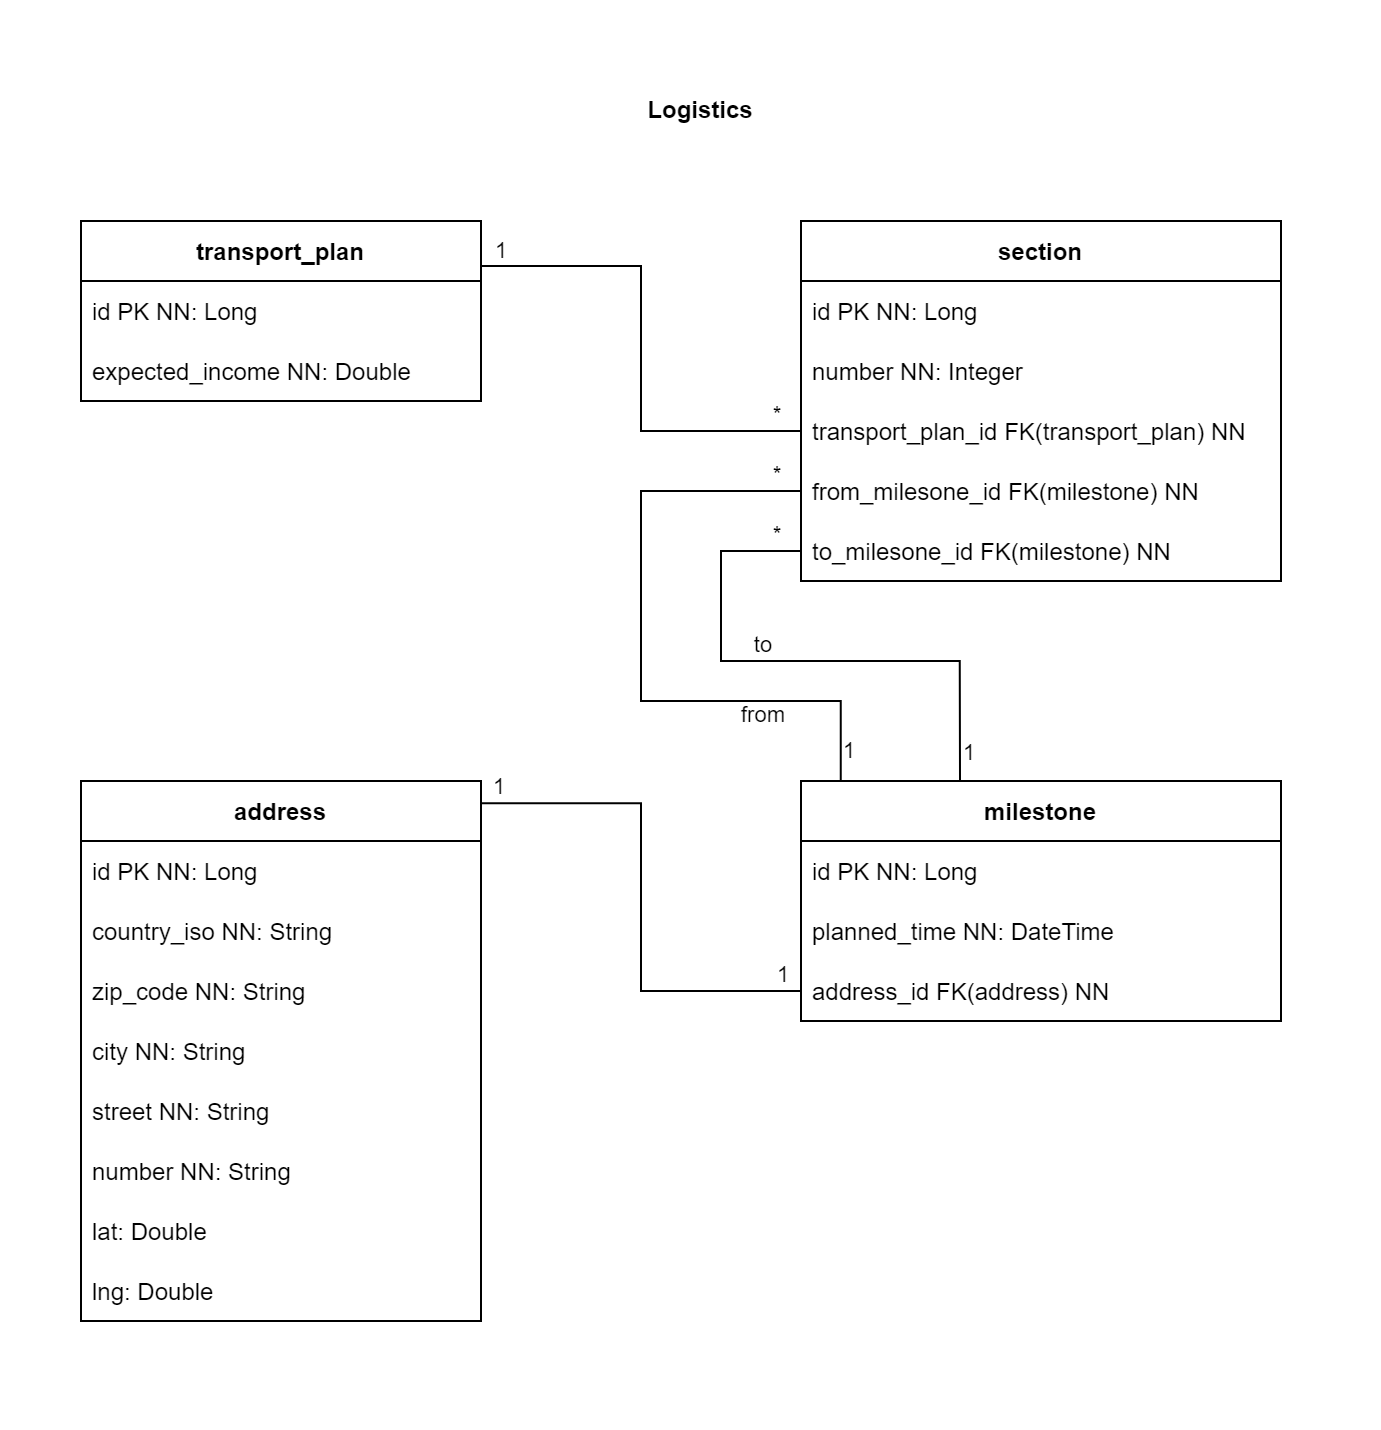 Logistics
transport_plan
id PK NN: Long
expected_income NN: Double
1
section
id PK NN: Long
number NN: Integer
transport_plan_id FK(transport_plan) NN
from_milesone_id FK(milestone) NN
to_milesone_id FK(milestone) NN
*
*
*
to
from
1
1
address
id PK NN: Long
country_iso NN: String
zip_code NN: String
city NN: String
street NN: String
number NN: String
lat: Double
lng: Double
1
1
milestone
id PK NN: Long
planned_time NN: DateTime
address_id FK(address) NN